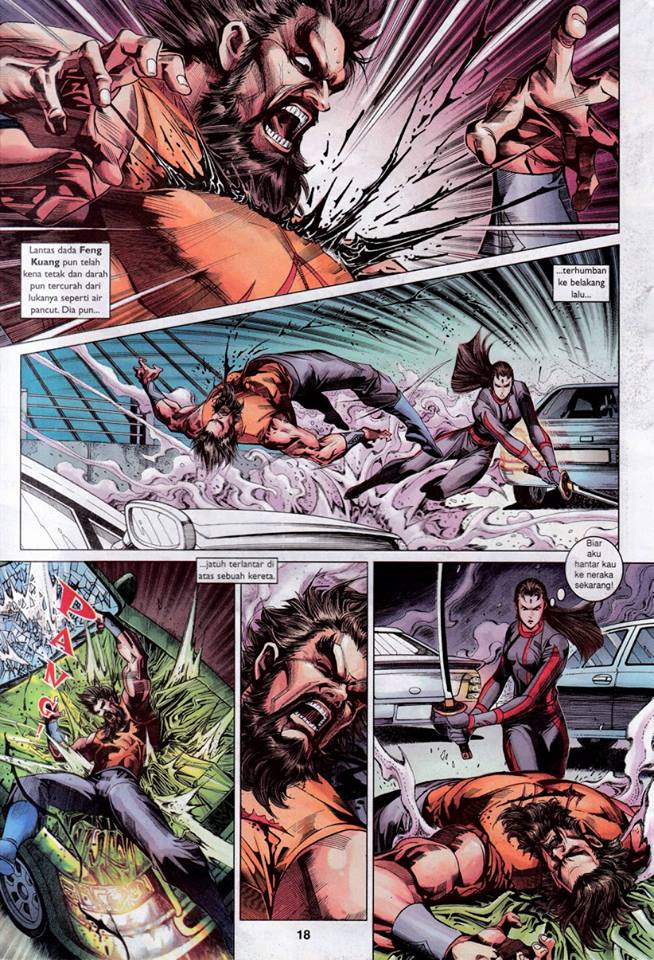 Lantas dada Feng
Kuang pun telah
kena tetak dan darah
pun tercurah dari
lukanya seperti air
pancut. Dia pun...
...terhumban
ke belakang
lalu...
...jatuh terlantar di
atas sebuah kereta.
PANG!
Biar
aku
hantar kau
ke neraka
sekarang!
18